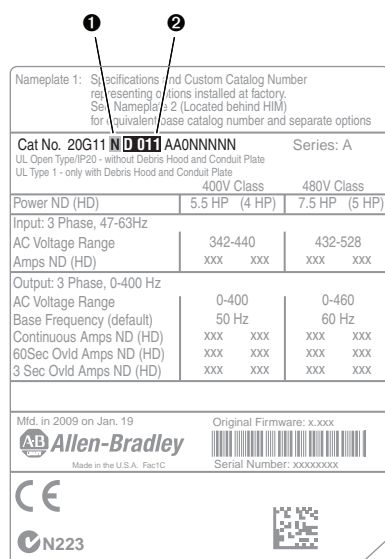 ❶ ❷
Nameplate 1: Specifications and Custom Catalog Number
representing options installed at factory.
See Nameplate 2 (Located behind HIM)
for equivalent base catalog number and separate options
Cat No. 20G11 N D 011 AA0NNNNN Series: A
UL Open Type/IP20 - without Debris Hood and Conduit Plate
UL Type 1 - only with Debris Hood and Conduit Plate
400V Class 480V Class
Power ND (HD) 5.5 HP (4 HP) 7.5 HP (5 HP)
Input: 3 Phase, 47-63Hz
AC Voltage Range 342-440 432-528
Amps ND (HD) xxx xxx xxx xxx
Output: 3 Phase, 0-400 Hz
AC Voltage Range 0-400 0-460
Base Frequency (default) 50 Hz 60 Hz
Continuous Amps ND (HD) xxx xxx xxx xxx
60Sec Ovld Amps ND (HD) xxx xxx xxx xxx
3 Sec Ovld Amps ND (HD) xxx xxx xxx xxx
Mfd. in 2009 on Jan. 19 Original Firmware: x.xxx
AB Allen-Bradley
Made in the U.S.A. Fac1C Serial Number: xxxxxxxx
CE
N223